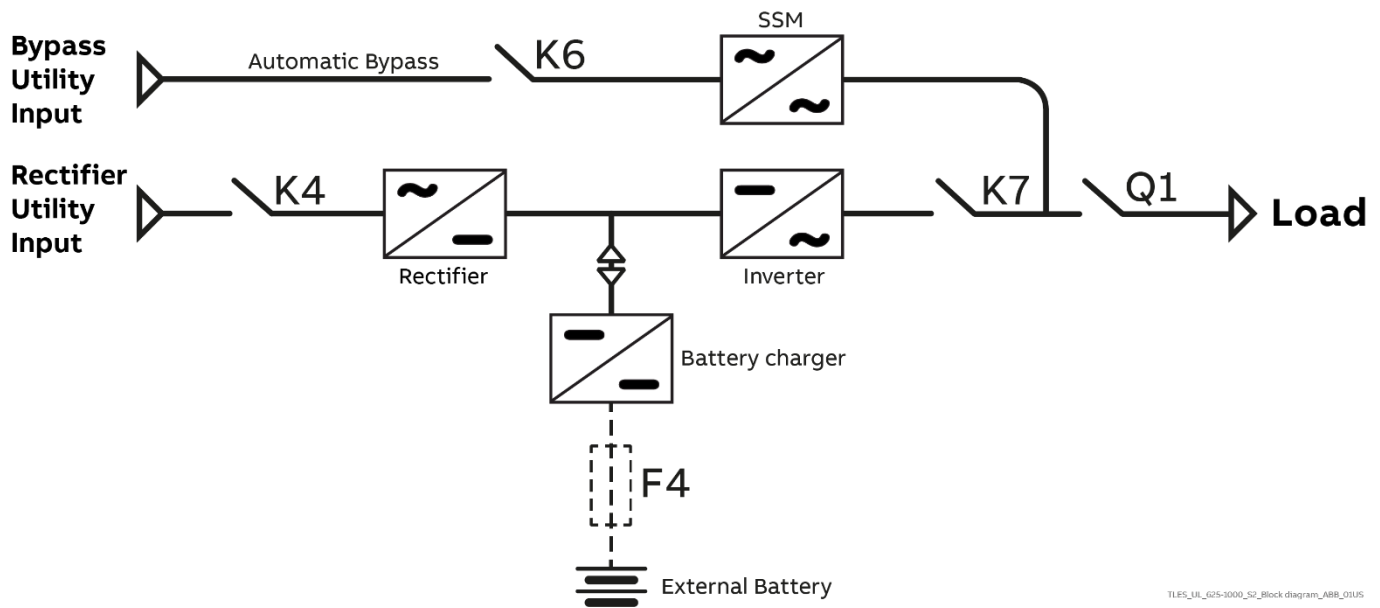 SSM
Bypass
Utility
Input
Automatic Bypass
K6
Rectifier
Utility
Input
K4
K7
Q1
Load
Rectifier
Inverter
Battery charger
F4
External Battery
TLES_UL_625-1000_S2_Block diagram_ABB_01US